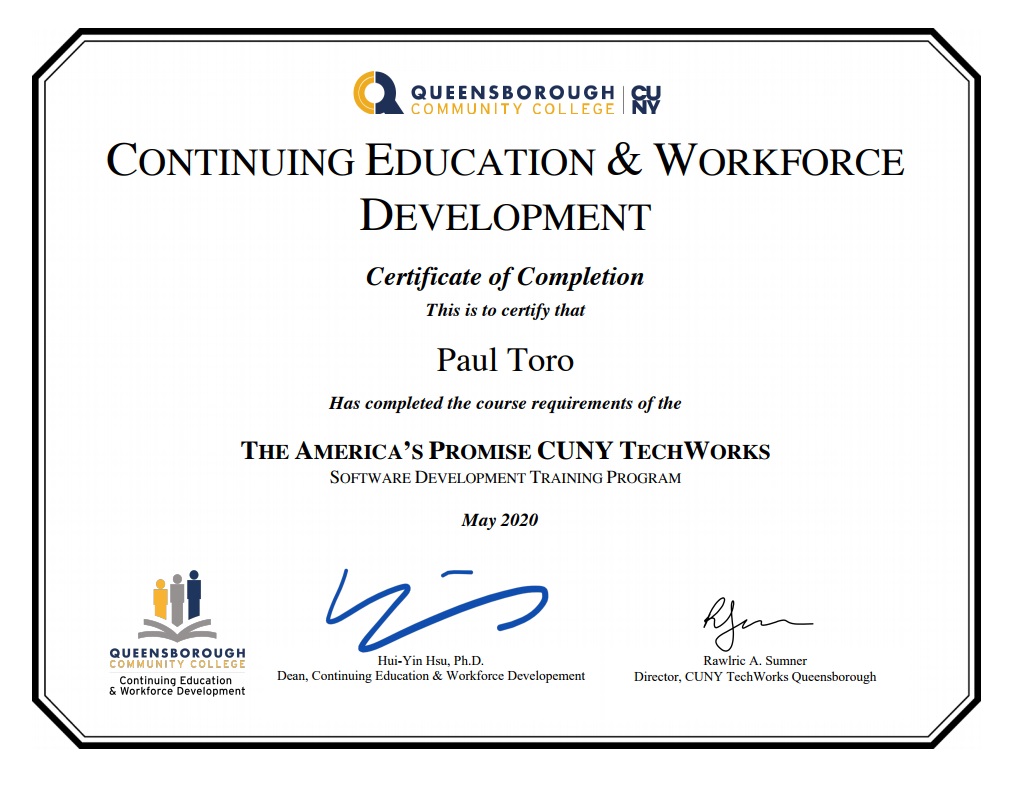 QUEENSBOROUGH
COMMUNITY COLLEGE
CU
NY
CONTINUING EDUCATION & WORKFORCE
DEVELOPMENT
Certificate of Completion
This is to certify that
Paul Toro
Has completed the course requirements of the
THE AMERICA'S PROMISE CUNY TECHWORKS
SOFTWARE DEVELOPMENT TRAINING PROGRAM
May 2020
QUEENSBOROUGH
COMMUNITY COLLEGE
Continuing Education
& Workforce Development
Hui-Yin Hsu, Ph.D.
Dean, Continuing Education & Workforce Developement
Rawlric A. Sumner
Director, CUNY TechWorks Queensborough